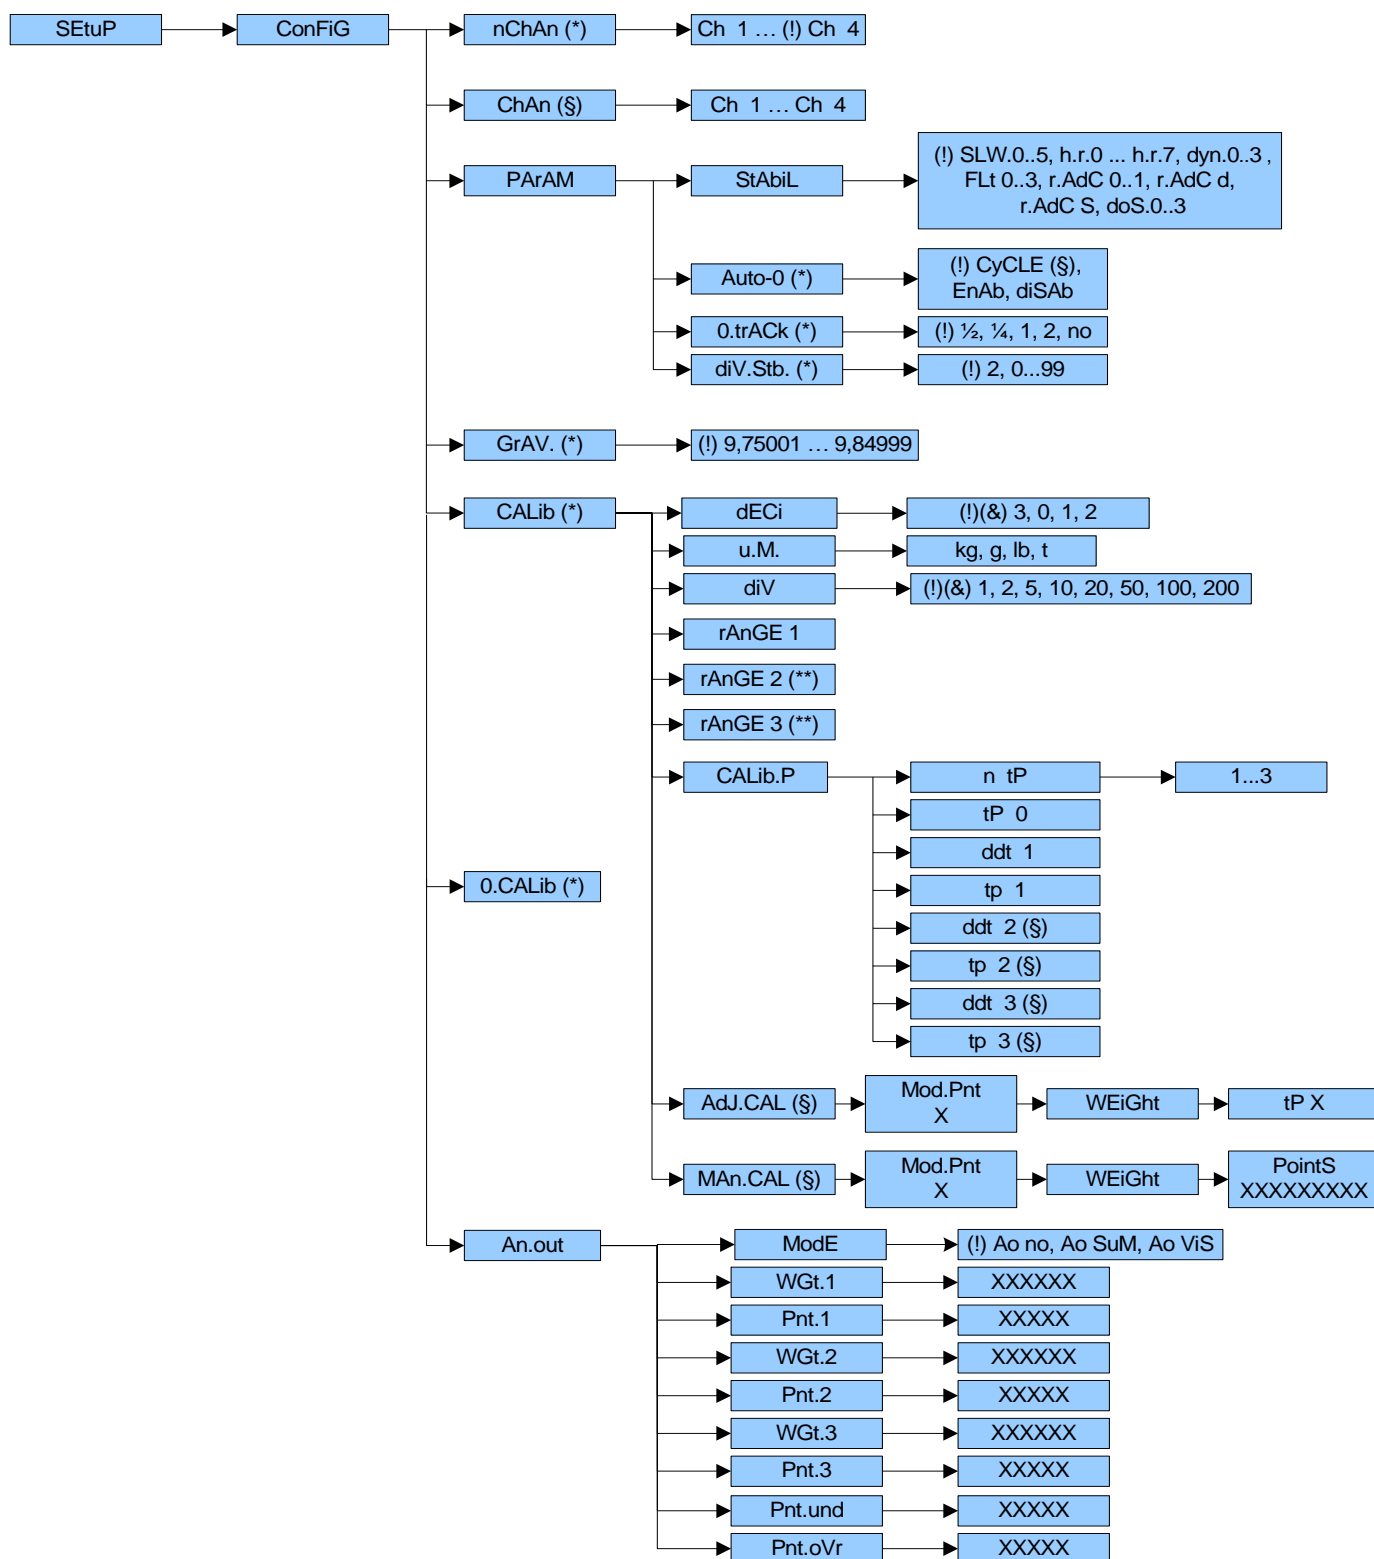 SEtuP
ConFiG
nChAn (*)
Ch 1 … (!) Ch 4
ChAn (§)
Ch 1 … Ch 4
PArAM
StAbiL
(!) SLW.0..5, h.r.0 ... h.r.7, dyn.0..3 ,
FLt 0..3, r.AdC 0..1, r.AdC d,
r.AdC S, doS.0..3
Auto-0 (*)
(!) CyCLE (§),
EnAb, diSAb
0.trACk (*)
(!) ½, ¼, 1, 2, no
diV.Stb. (*)
(!) 2, 0...99
GrAV. (*)
(!) 9,75001 … 9,84999
CALib (*)
dECi
(!)(&) 3, 0, 1, 2
u.M.
kg, g, lb, t
diV
(!)(&) 1, 2, 5, 10, 20, 50, 100, 200
rAnGE 1
rAnGE 2 (**)
rAnGE 3 (**)
CALib.P
n tP
1...3
tP 0
ddt 1
0.CALib (*)
tp 1
ddt 2 (§)
tp 2 (§)
ddt 3 (§)
tp 3 (§)
AdJ.CAL (§)
Mod.Pnt
X
WEiGht
tP X
MAn.CAL (§)
Mod.Pnt
X
WEiGht
PointS
XXXXXXXXX
An.out
ModE
(!) Ao no, Ao SuM, Ao ViS
WGt.1
XXXXXX
Pnt.1
XXXXX
WGt.2
XXXXXX
Pnt.2
XXXXX
WGt.3
XXXXXX
Pnt.3
XXXXX
Pnt.und
XXXXX
Pnt.oVr
XXXXX